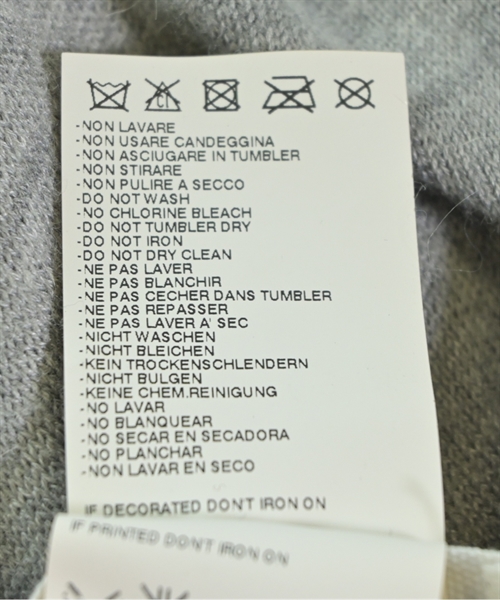 CL
-NON LAVARE
-NON USARE CANDEGGINA
-NON ASCIUGARE IN TUMBLER
-NON STIRARE
-NON PULIRE A SECCO
-DO NOT WASH
-NO CHLORINE BLEACH
-DO NOT TUMBLER DRY
-DO NOT IRON
-DO NOT DRY CLEAN
-NE PAS LAVER
-NE PAS BLANCHIR
-NE PAS CECHER DANS TUMBLER
-NE PAS REPASSER
-NE PAS LAVER A' SEC
-NICHT WASCHEN
-NICHT BLEICHEN
-KEIN TROCKENSCHLENDERN
-NICHT BULGEN
-KEINE CHEM.REINIGUNG
-NO LAVAR
-NO BLANQUEAR
-NO SECAR EN SECADORA
-NO PLANCHAR
-NON LAVAR EN SECO
IF DECORATED DON'T IRON ON
IF PRINTED DON'T IRON ON